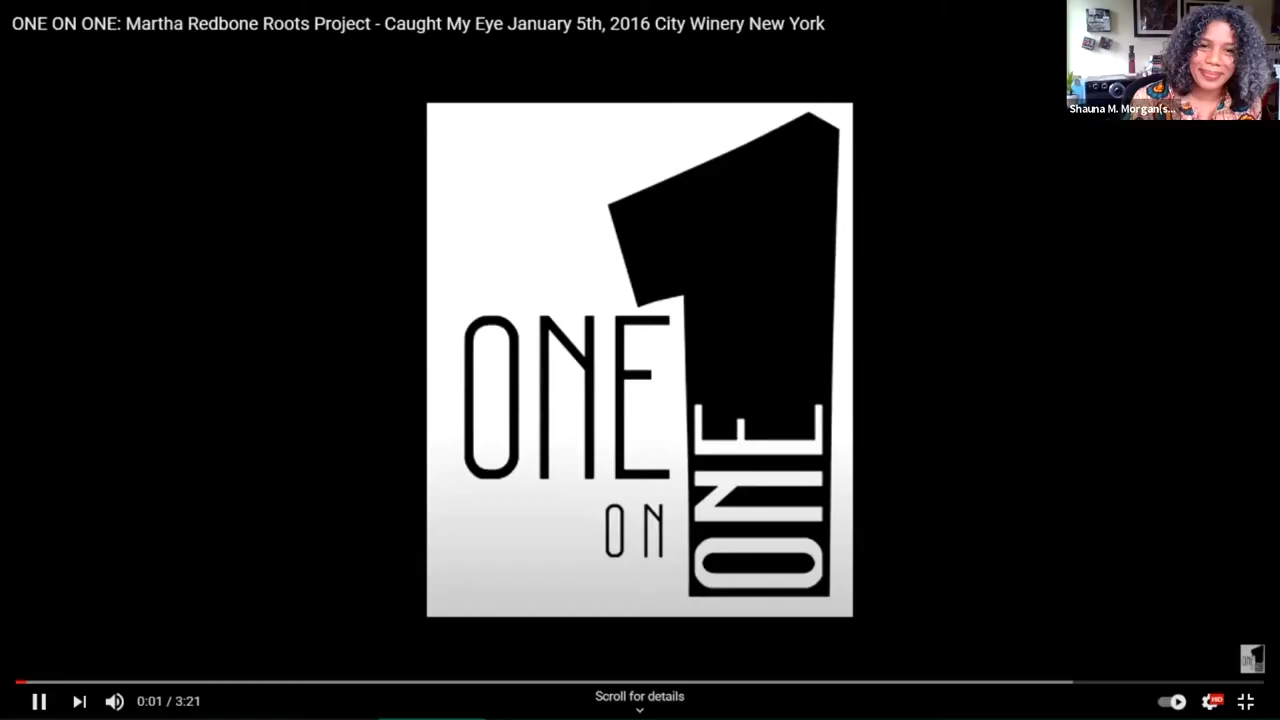 ONE ON ONE: Martha Redbone Roots Project - Caught My Eye January 5th, 2016 City Winery New York
Shauna M. Morgan(s...
ONE
ON
ONE
0:01 / 3:21
Scroll for details
HD